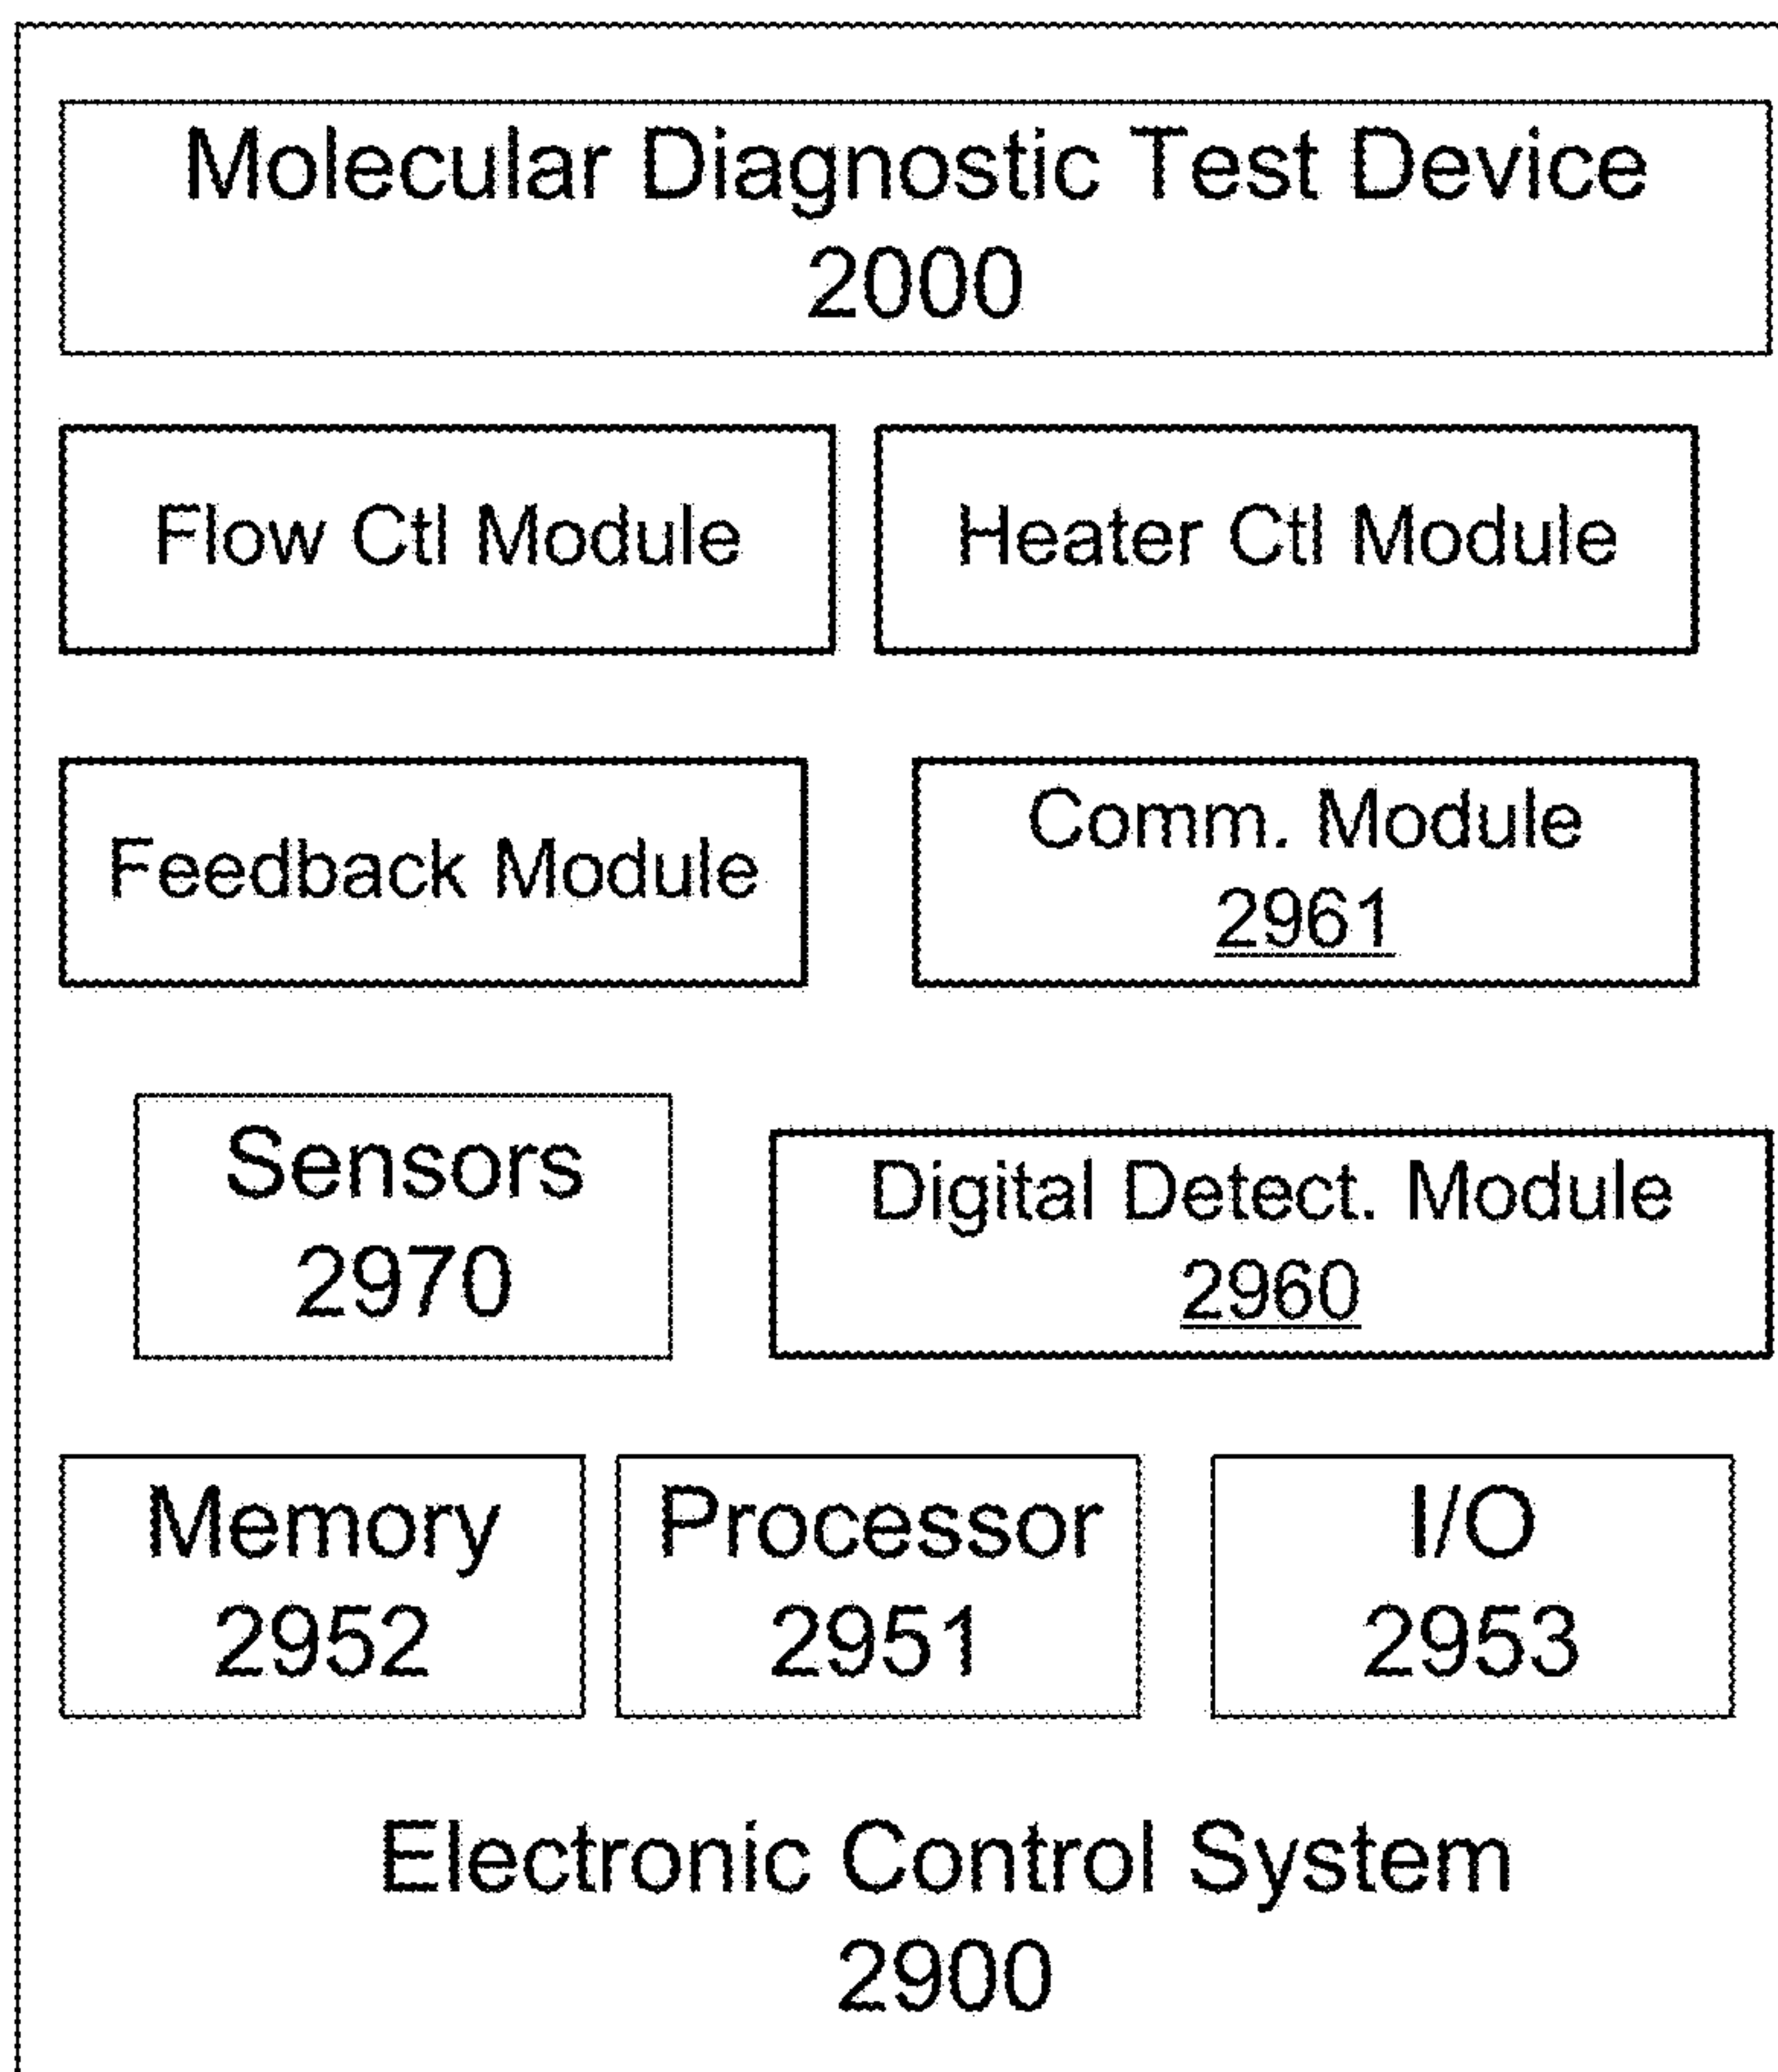 Molecular Diagnostic Test Device
2000
Flow Ctl Module
Heater Ctl Module
Feedback Module
Comm. Module
2961
Sensors
2970
Digital Detect. Module
2960
Memory
2952
Processor
2951
I/O
2953
Electronic Control System
2900